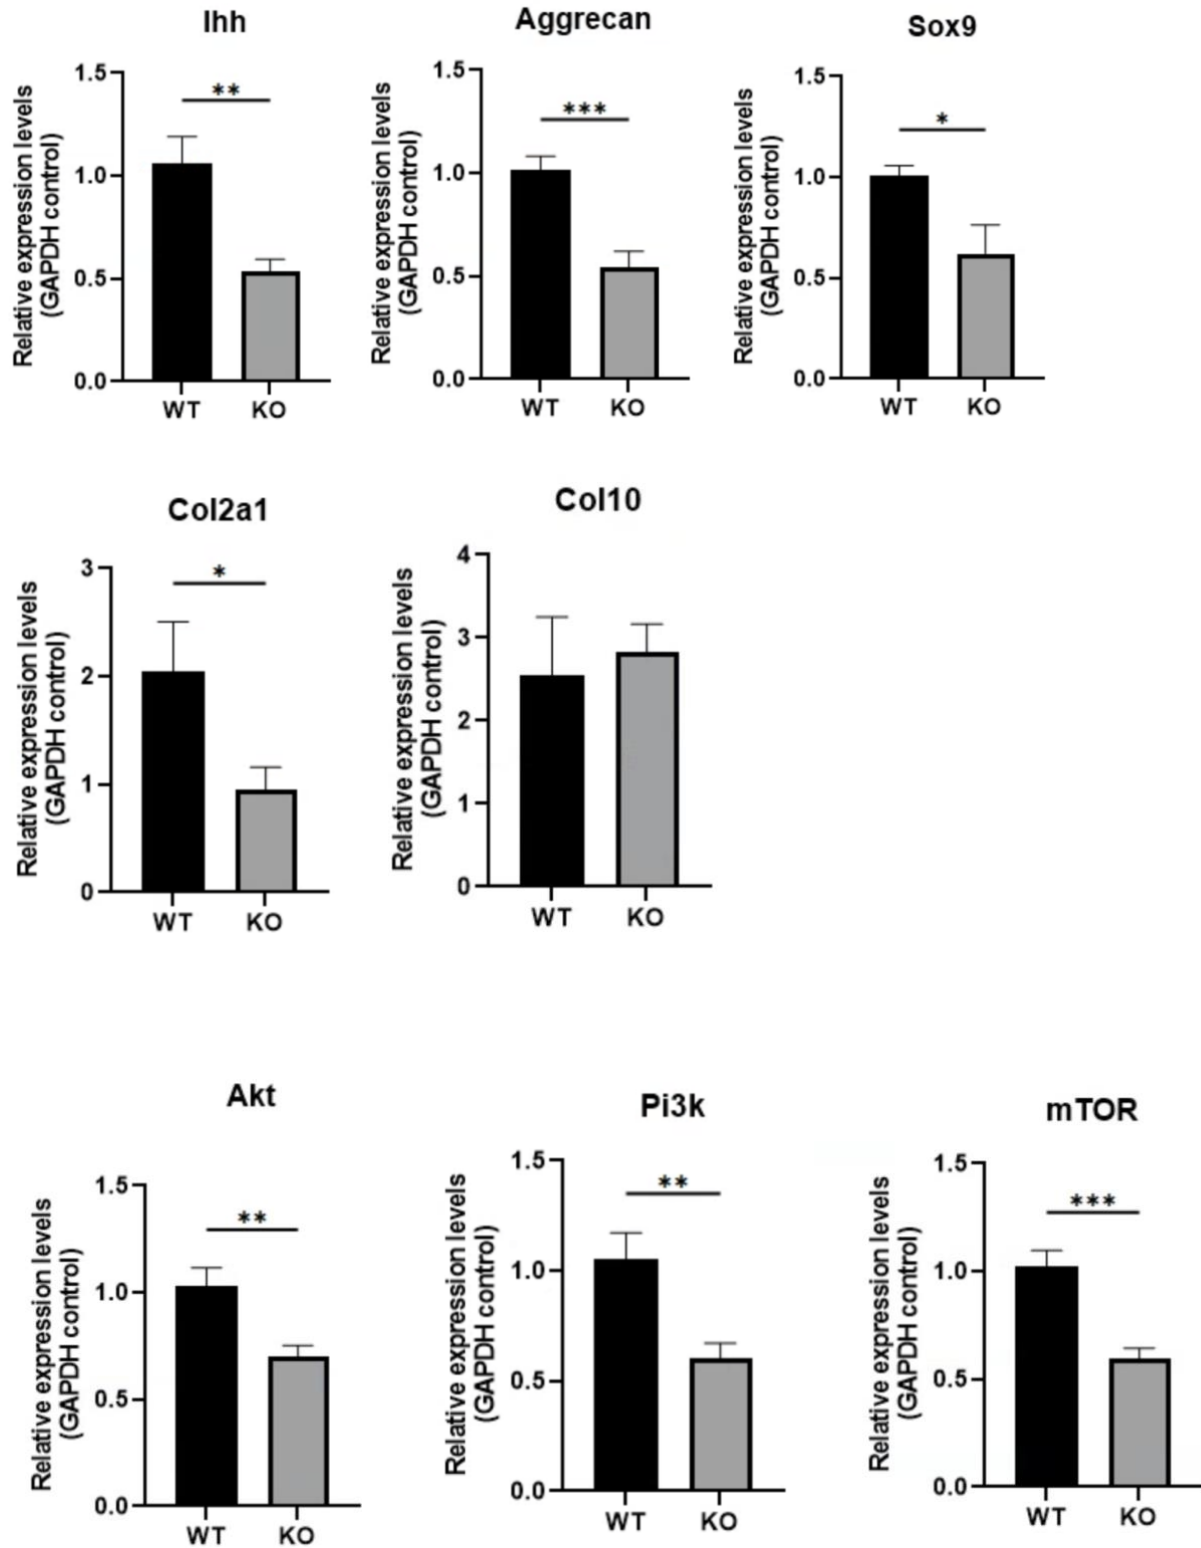 Ihh
Relative expression levels
(GAPDH control)
1.5
1.0
0.5
0.0
**
WT KO
Aggrecan
Relative expression levels
(GAPDH control)
1.5
1.0
0.5
0.0
***
WT KO
Sox9
Relative expression levels
(GAPDH control)
1.5
1.0
0.5
0.0
*
WT KO
Col2a1
Relative expression levels
(GAPDH control)
3
2
1
0
*
WT KO
Col10
Relative expression levels
(GAPDH control)
4
3
2
1
0
WT KO
Akt
Relative expression levels
(GAPDH control)
1.5
1.0
0.5
0.0
**
WT KO
Pi3k
Relative expression levels
(GAPDH control)
1.5
1.0
0.5
0.0
**
WT KO
mTOR
Relative expression levels
(GAPDH control)
1.5
1.0
0.5
0.0
***
WT KO